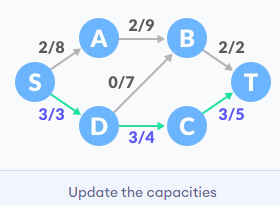 2/8 A 2/9 B 2/2
S 0/7 T
3/3 D 3/4 C 3/5
Update the capacities